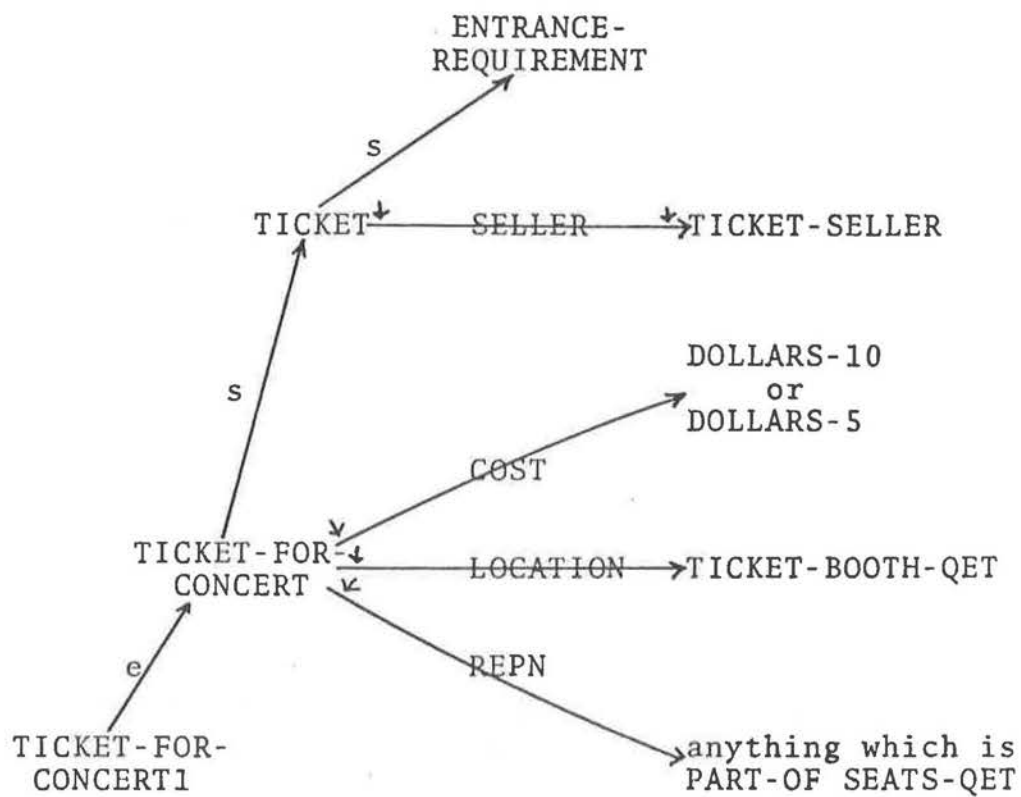 ENTRANCE-
REQUIREMENT
s
TICKET SELLER TICKET-SELLER
s
DOLLARS-10
or
DOLLARS-5
COST
TICKET-FOR-
CONCERT
LOCATION TICKET-BOOTH-QET
e
REPN
TICKET-FOR-
CONCERT1
anything which is
PART-OF SEATS-QET